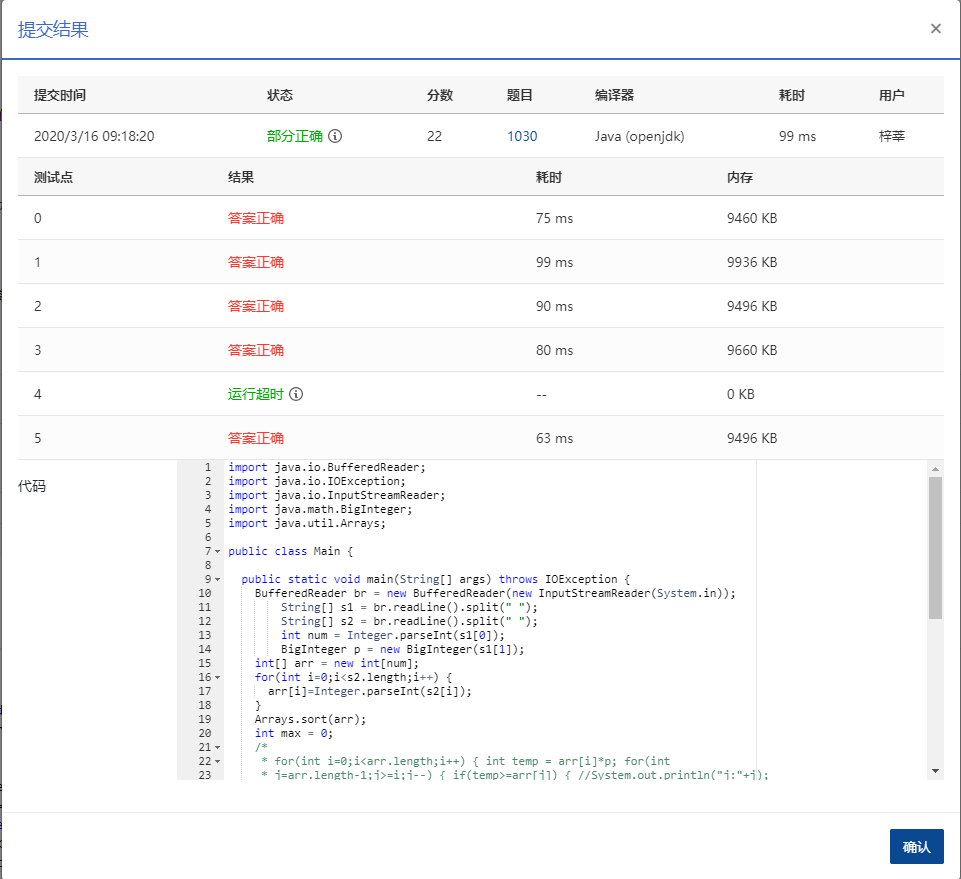 提交结果
×
提交时间 状态 分数 题目 编译器 耗时 用户
2020/3/16 09:18:20 部分正确 22 1030 Java (openjdk) 99 ms 梓莘
测试点 结果 耗时 内存
0 答案正确 75 ms 9460 KB
1 答案正确 99 ms 9936 KB
2 答案正确 90 ms 9496 KB
3 答案正确 80 ms 9660 KB
4 运行超时 -- 0 KB
5 答案正确 63 ms 9496 KB
代码
1 import java.io.BufferedReader;
2 import java.io.IOException;
3 import java.io.InputStreamReader;
4 import java.math.BigInteger;
5 import java.util.Arrays;
6
7 public class Main {
8
9 public static void main(String[] args) throws IOException {
10 BufferedReader br = new BufferedReader(new InputStreamReader(System.in));
11 String[] s1 = br.readLine().split(" ");
12 String[] s2 = br.readLine().split(" ");
13 int num = Integer.parseInt(s1[0]);
14 BigInteger p = new BigInteger(s1[1]);
15 int[] arr = new int[num];
16 for(int i=0;i<s2.length;i++) {
17 arr[i]=Integer.parseInt(s2[i]);
18 }
19 Arrays.sort(arr);
20 int max = 0;
21 /*
22 * for(int i=0;i<arr.length;i++) { int temp = arr[i]*p; for(int
23 * j=arr.length-1;j>=i;j--) { if(temp>=arr[j]) { //System.out.println("j:"+j);
确认